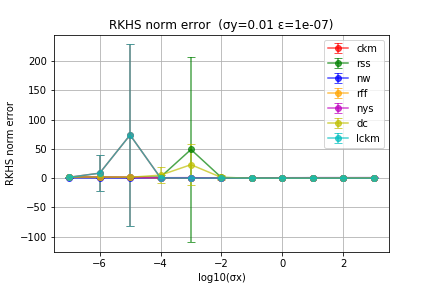 RKHS norm error (σy=0.01 ε=1e-07)
RKHS norm error
200
150
100
50
0
−50
−100
−6
−4
−2
0
2
log10(σx)
ckm
rss
nw
rff
nys
dc
lckm